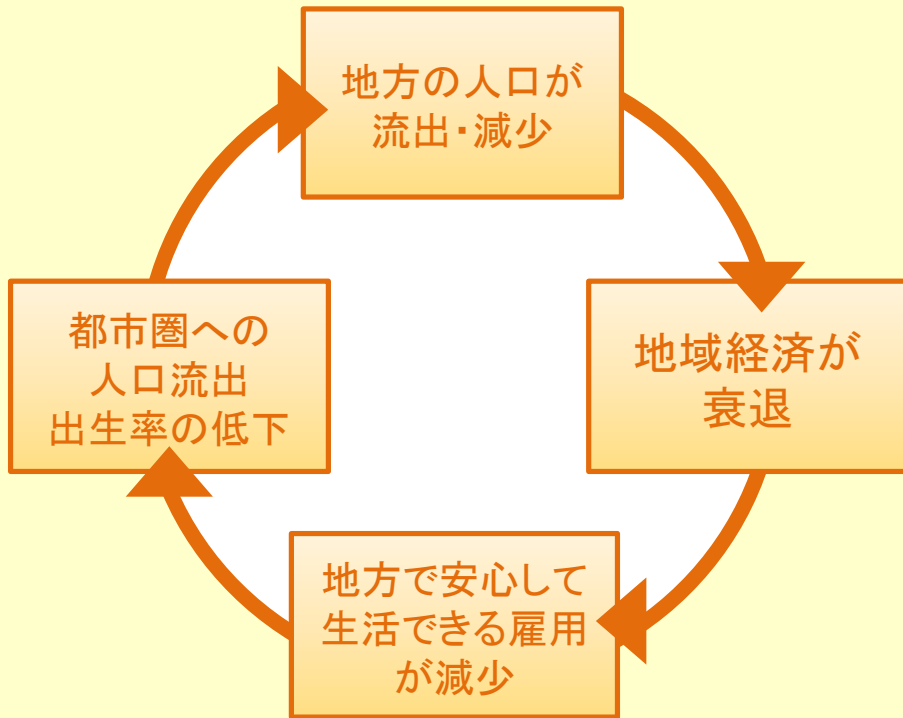 地方の人口が
流出・減少
地域経済が
衰退
地方で安心して
生活できる雇用
が減少
都市圏への
人口流出
出生率の低下